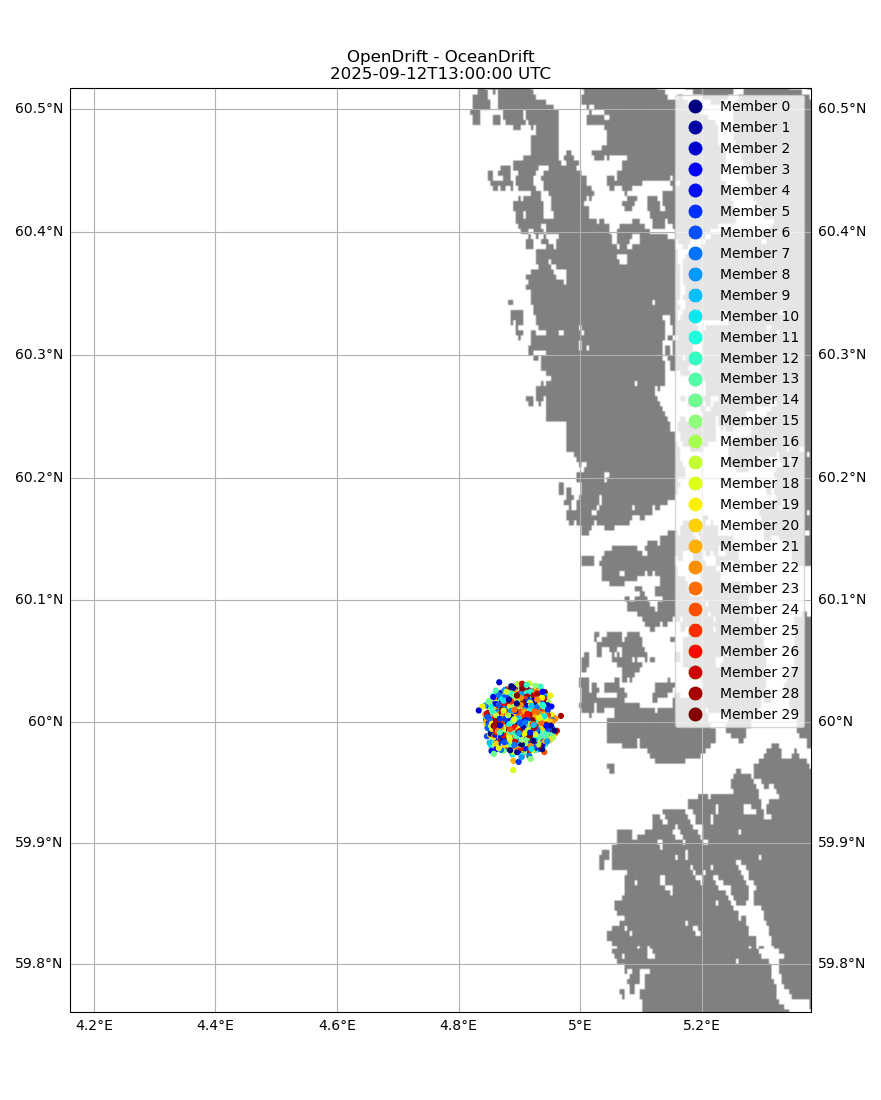 OpenDrift - OceanDrift
2025-09-12T13:00:00 UTC
60.5°N
60.4°N
60.3°N
60.2°N
60.1°N
60°N
59.9°N
59.8°N
Member 0
Member 1
Member 2
Member 3
Member 4
Member 5
Member 6
Member 7
Member 8
Member 9
Member 10
Member 11
Member 12
Member 13
Member 14
Member 15
Member 16
Member 17
Member 18
Member 19
Member 20
Member 21
Member 22
Member 23
Member 24
Member 25
Member 26
Member 27
Member 28
Member 29
60.5°N
60.4°N
60.3°N
60.2°N
60.1°N
60°N
59.9°N
59.8°N
4.2°E 4.4°E 4.6°E 4.8°E 5°E 5.2°E